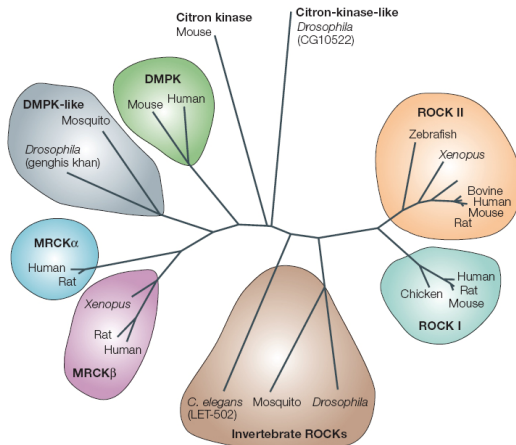 Citron kinase
Mouse
Citron-kinase-like
Drosophila
(CG10522)
DMPK
Mouse
Human
DMPK-like
Mosquito
Drosophila
(genghis khan)
ROCK II
Zebrafish
Xenopus
Bovine
Human
Mouse
Rat
MRCKα
Human
Rat
Human
Rat
Mouse
Chicken
ROCK I
Xenopus
Rat
Human
MRCKβ
C. elegans
(LET-502)
Mosquito
Drosophila
Invertebrate ROCKs